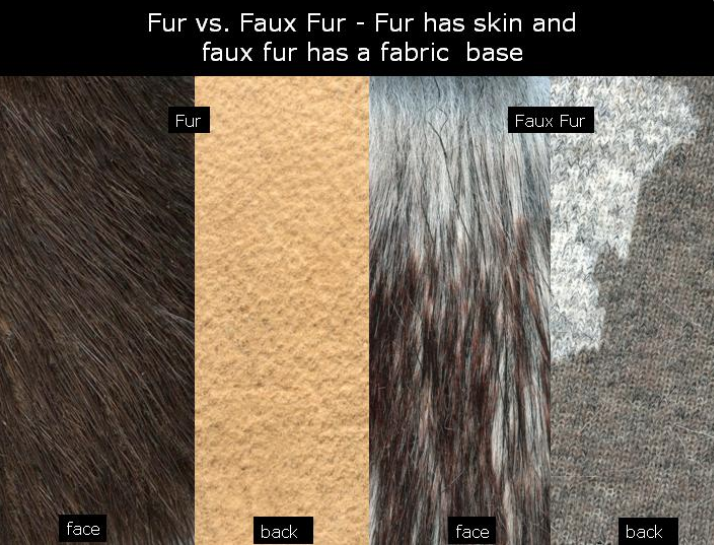 Fur vs. Faux Fur - Fur has skin and
faux fur has a fabric base
Fur
Faux Fur
face
back
face
back